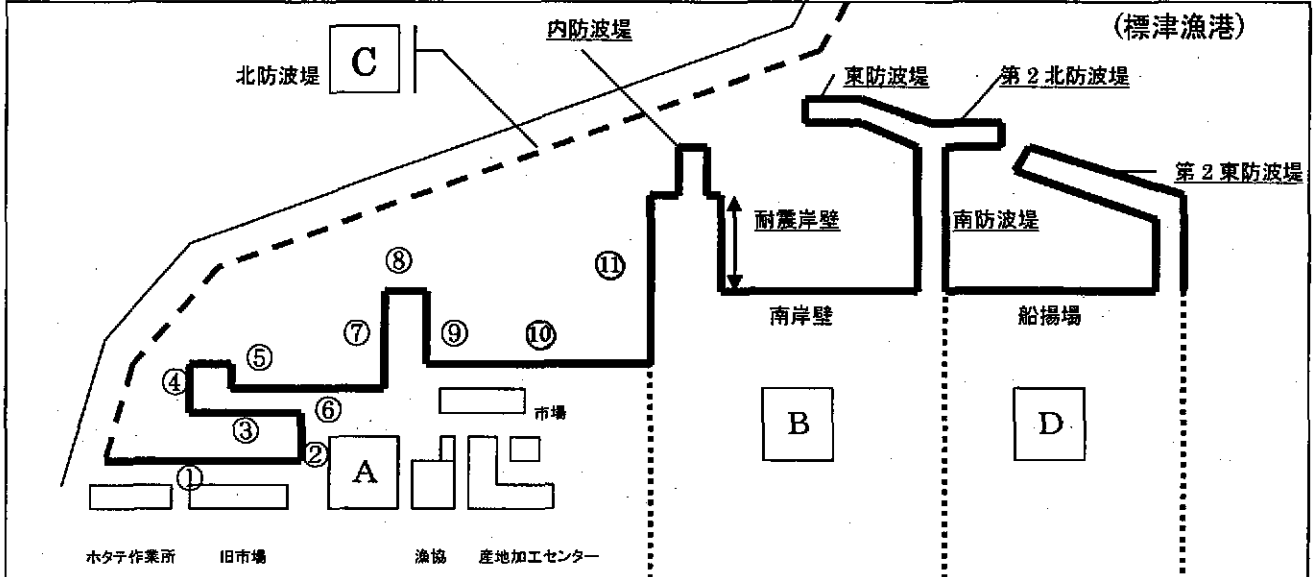 (標津漁港)
内防波堤
北防波堤
C
東防波堤
第2北防波堤
第2東防波堤
耐震岸壁
南防波堤
⑧
⑪
南岸壁
船揚場
⑦
⑨
⑩
⑤
④
⑥
市場
③
②
①
A
B
D
ホタテ作業所
旧市場
漁協
産地加工センター